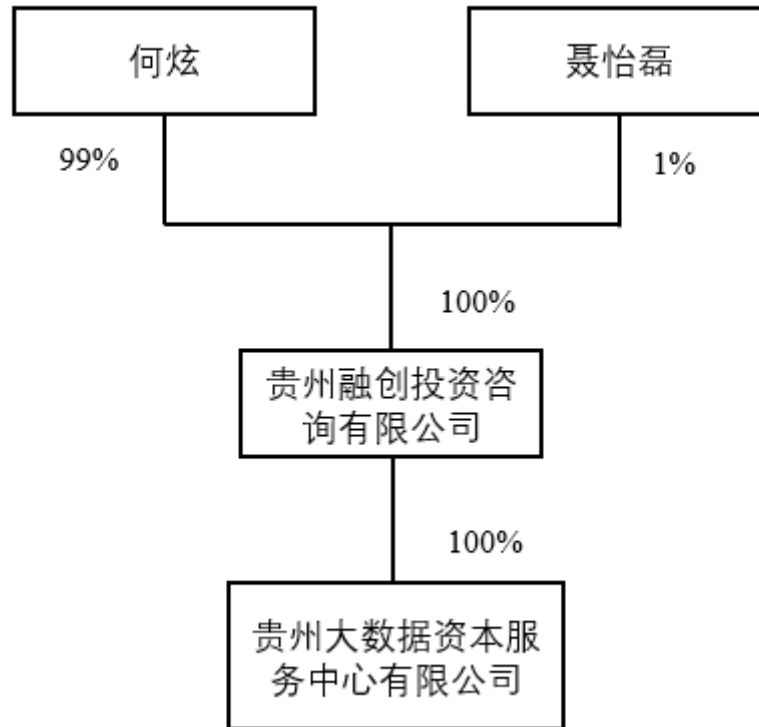 何炫
聂怡磊
99%
1%
100%
贵州融创投资咨
询有限公司
100%
贵州大数据资本服
务中心有限公司